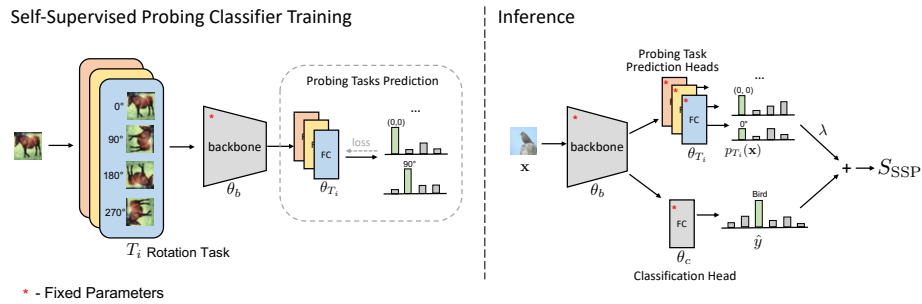 Self-Supervised Probing Classifier Training
0°
90°
180°
270°
T_i Rotation Task
* backbone
θ_b
Probing Tasks Prediction
F
F
FC
θ_{T_i}
loss
...
(0,0)
90°
* - Fixed Parameters
Inference
x
* backbone
θ_b
Probing Task
Prediction Heads
* * *
F
F
FC
θ_{T_i}
...
(0, 0)
0°
p_{T_i}(x)
λ
+
S_SSP
*
FC
θ_c
Classification Head
Bird
ŷ